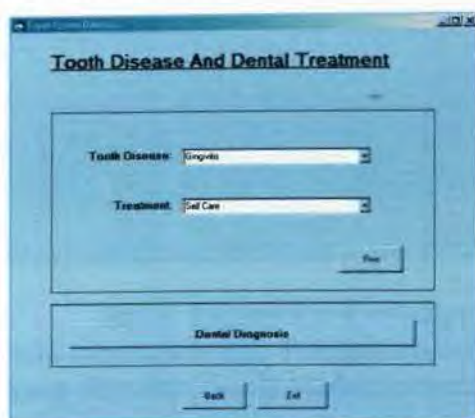 Tooth Disease And Dental Treatment
Tooth Disease: Gingivitis
Treatment: Self Care
Dental Diagnosis
Back Exit